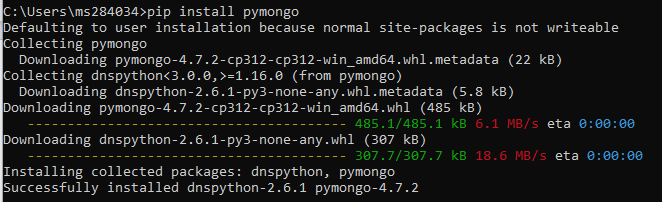 C:\Users\ms284034>pip install pymongo
Defaulting to user installation because normal site-packages is not writeable
Collecting pymongo
  Downloading pymongo-4.7.2-cp312-cp312-win_amd64.whl.metadata (22 kB)
Collecting dnspython<3.0.0,>=1.16.0 (from pymongo)
  Downloading dnspython-2.6.1-py3-none-any.whl.metadata (5.8 kB)
Downloading pymongo-4.7.2-cp312-cp312-win_amd64.whl (485 kB)
   ---------------------------------------- 485.1/485.1 kB 6.1 MB/s eta 0:00:00
Downloading dnspython-2.6.1-py3-none-any.whl (307 kB)
   ---------------------------------------- 307.7/307.7 kB 18.6 MB/s eta 0:00:00
Installing collected packages: dnspython, pymongo
Successfully installed dnspython-2.6.1 pymongo-4.7.2